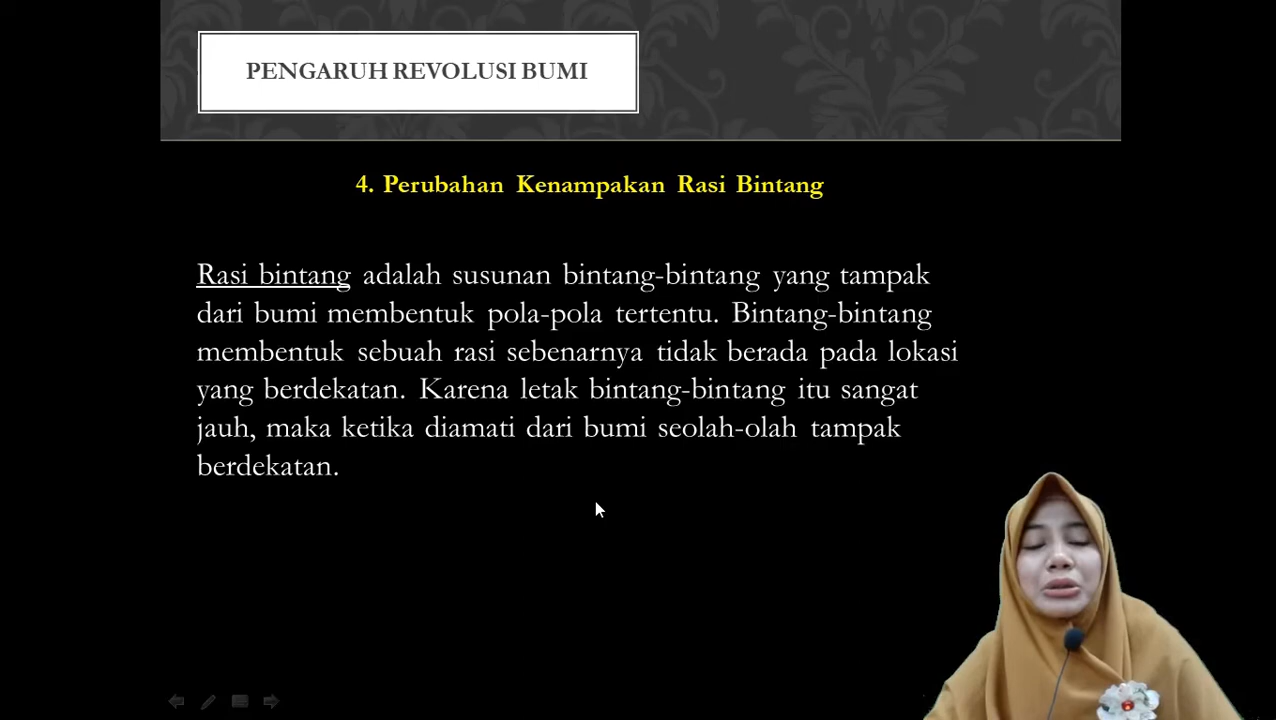 PENGARUH REVOLUSI BUMI
4. Perubahan Kenampakan Rasi Bintang
Rasi bintang adalah susunan bintang-bintang yang tampak
dari bumi membentuk pola-pola tertentu. Bintang-bintang
membentuk sebuah rasi sebenarnya tidak berada pada lokasi
yang berdekatan. Karena letak bintang-bintang itu sangat
jauh, maka ketika diamati dari bumi seolah-olah tampak
berdekatan.